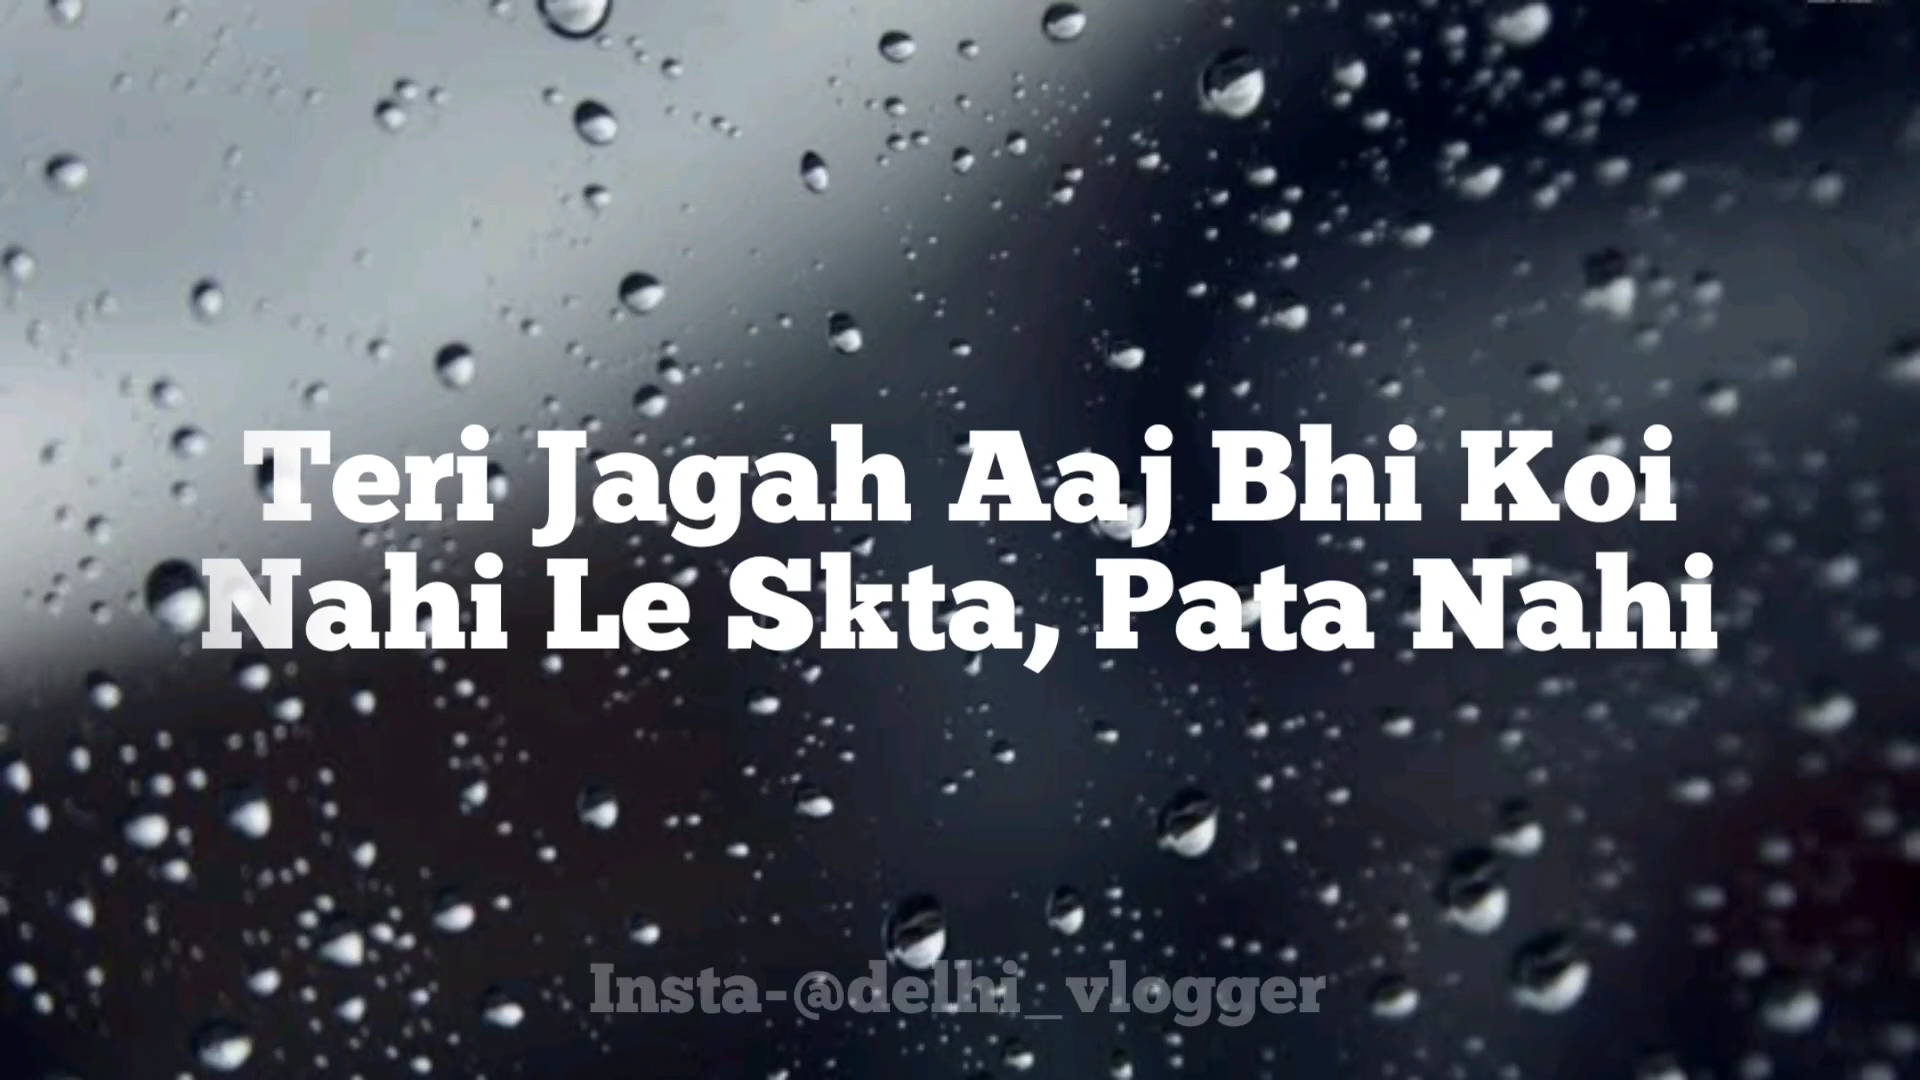 Teri Jagah Aaj Bhi Koi
Nahi Le Skta, Pata Nahi
Insta-@delhi_vlogger